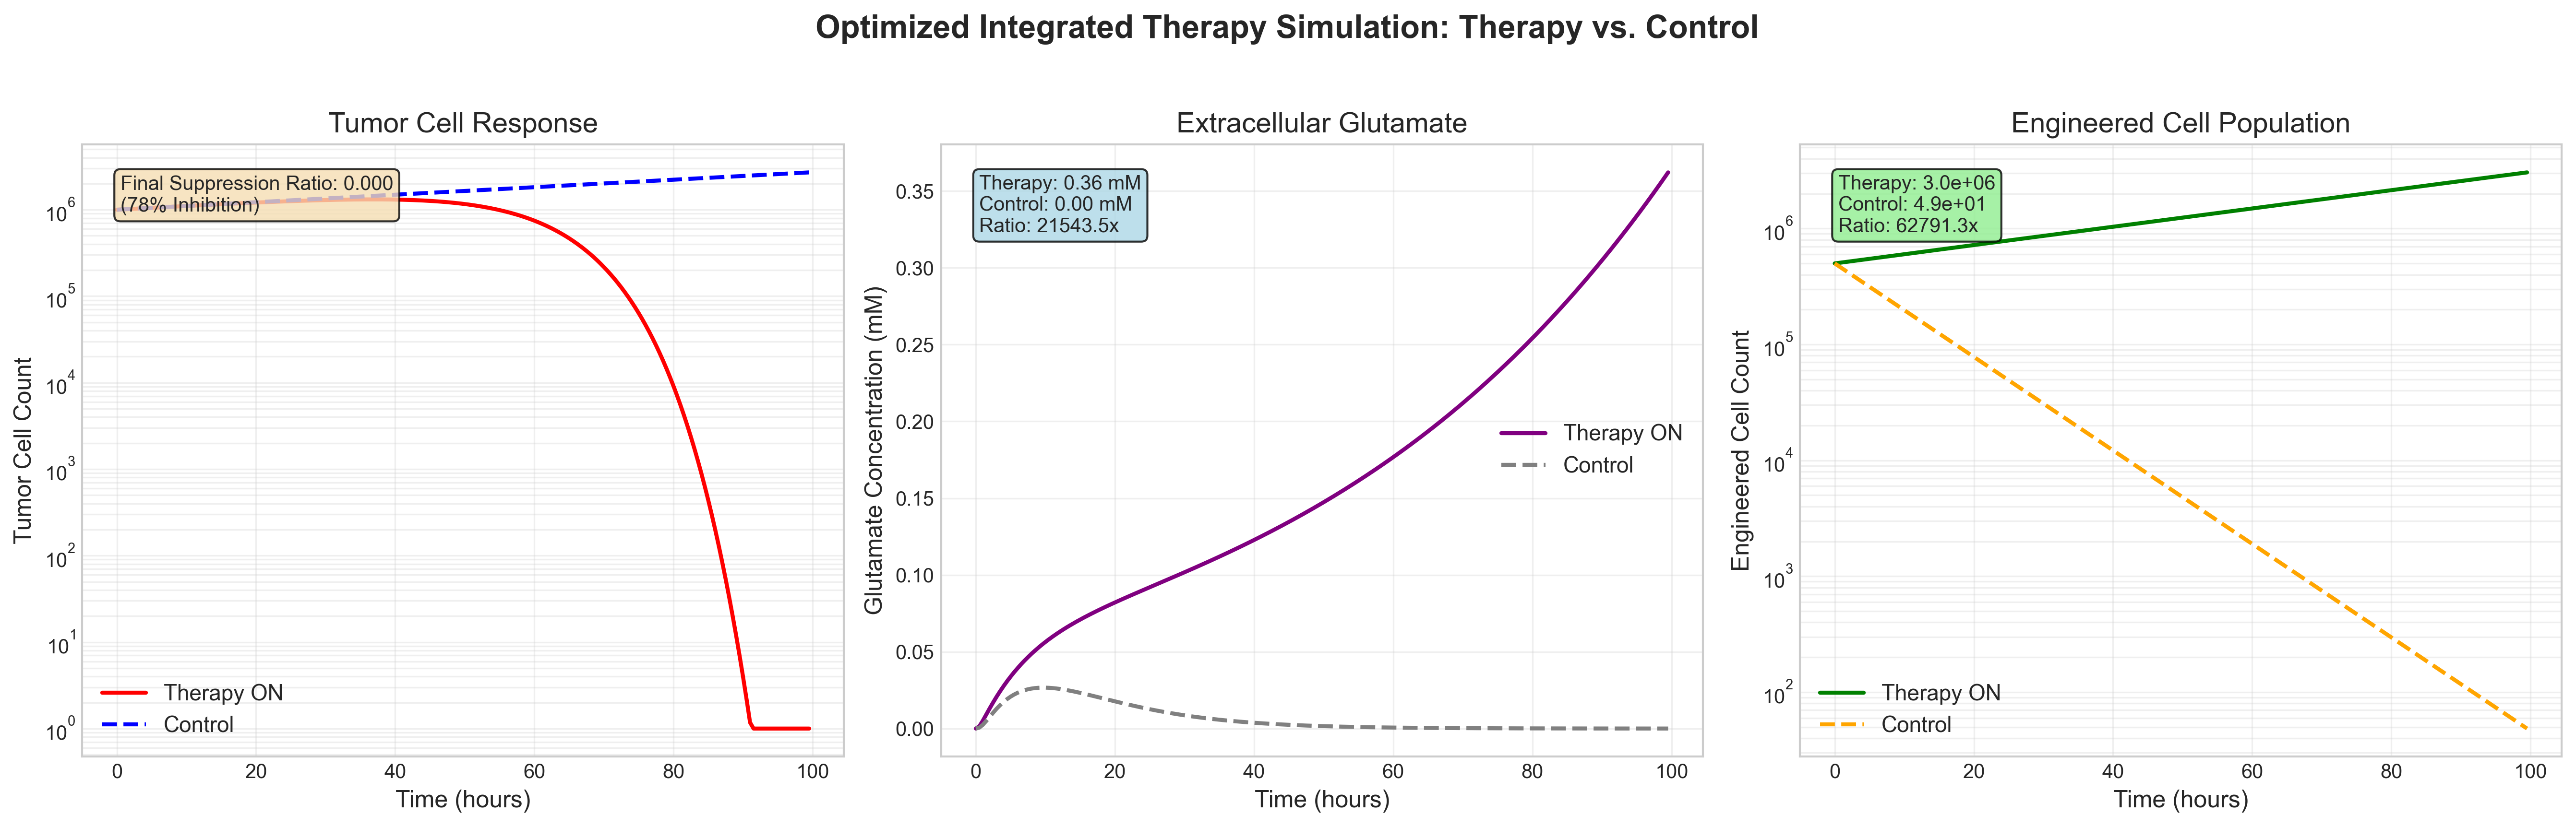 Optimized Integrated Therapy Simulation: Therapy vs. Control
Tumor Cell Response
Final Suppression Ratio: 0.000
(78% Inhibition)
Tumor Cell Count
10^6
10^5
10^4
10^3
10^2
10^1
10^0
Therapy ON
Control
0 20 40 60 80 100
Time (hours)
Extracellular Glutamate
Therapy: 0.36 mM
Control: 0.00 mM
Ratio: 21543.5x
Glutamate Concentration (mM)
0.35
0.30
0.25
0.20
0.15
0.10
0.05
0.00
Therapy ON
Control
0 20 40 60 80 100
Time (hours)
Engineered Cell Population
Therapy: 3.0e+06
Control: 4.9e+01
Ratio: 62791.3x
Engineered Cell Count
10^6
10^5
10^4
10^3
10^2
Therapy ON
Control
0 20 40 60 80 100
Time (hours)